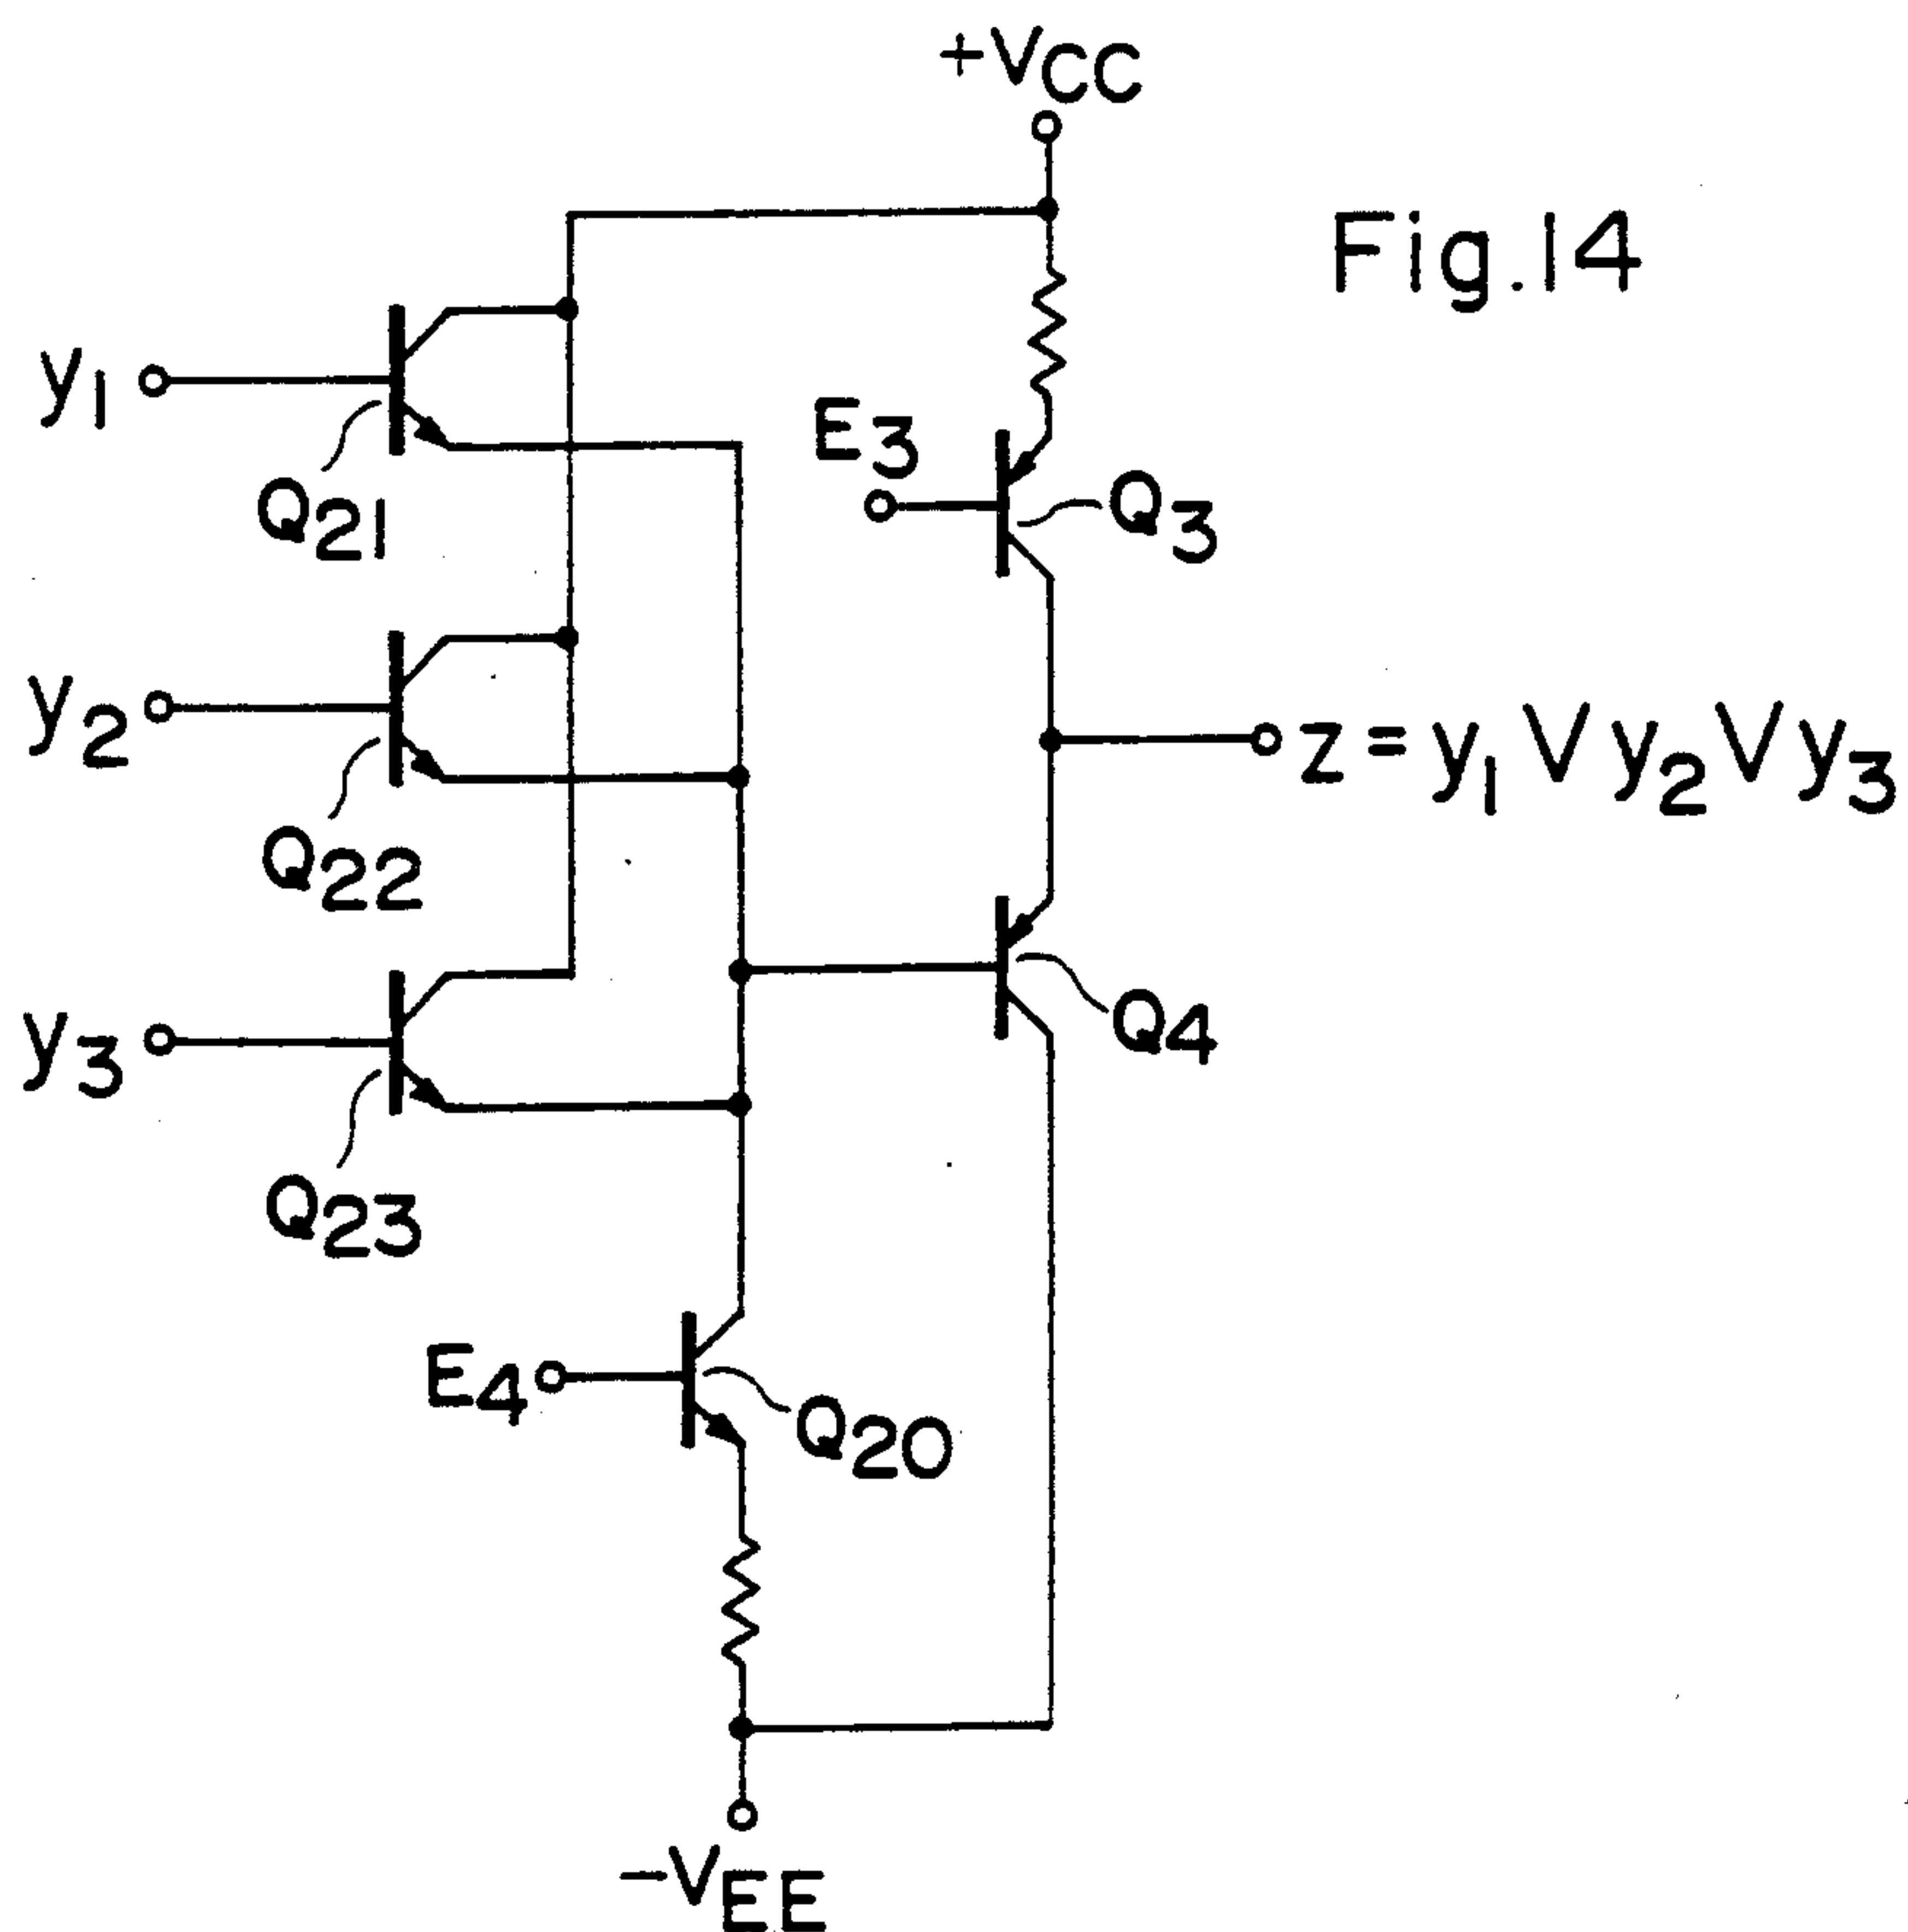 +VCC
Fig.14
y1
E3
Q3
Q21
y2
z=y1 ∨ y2 ∨ y3
Q22
y3
Q4
Q23
E4
Q20
-VEE